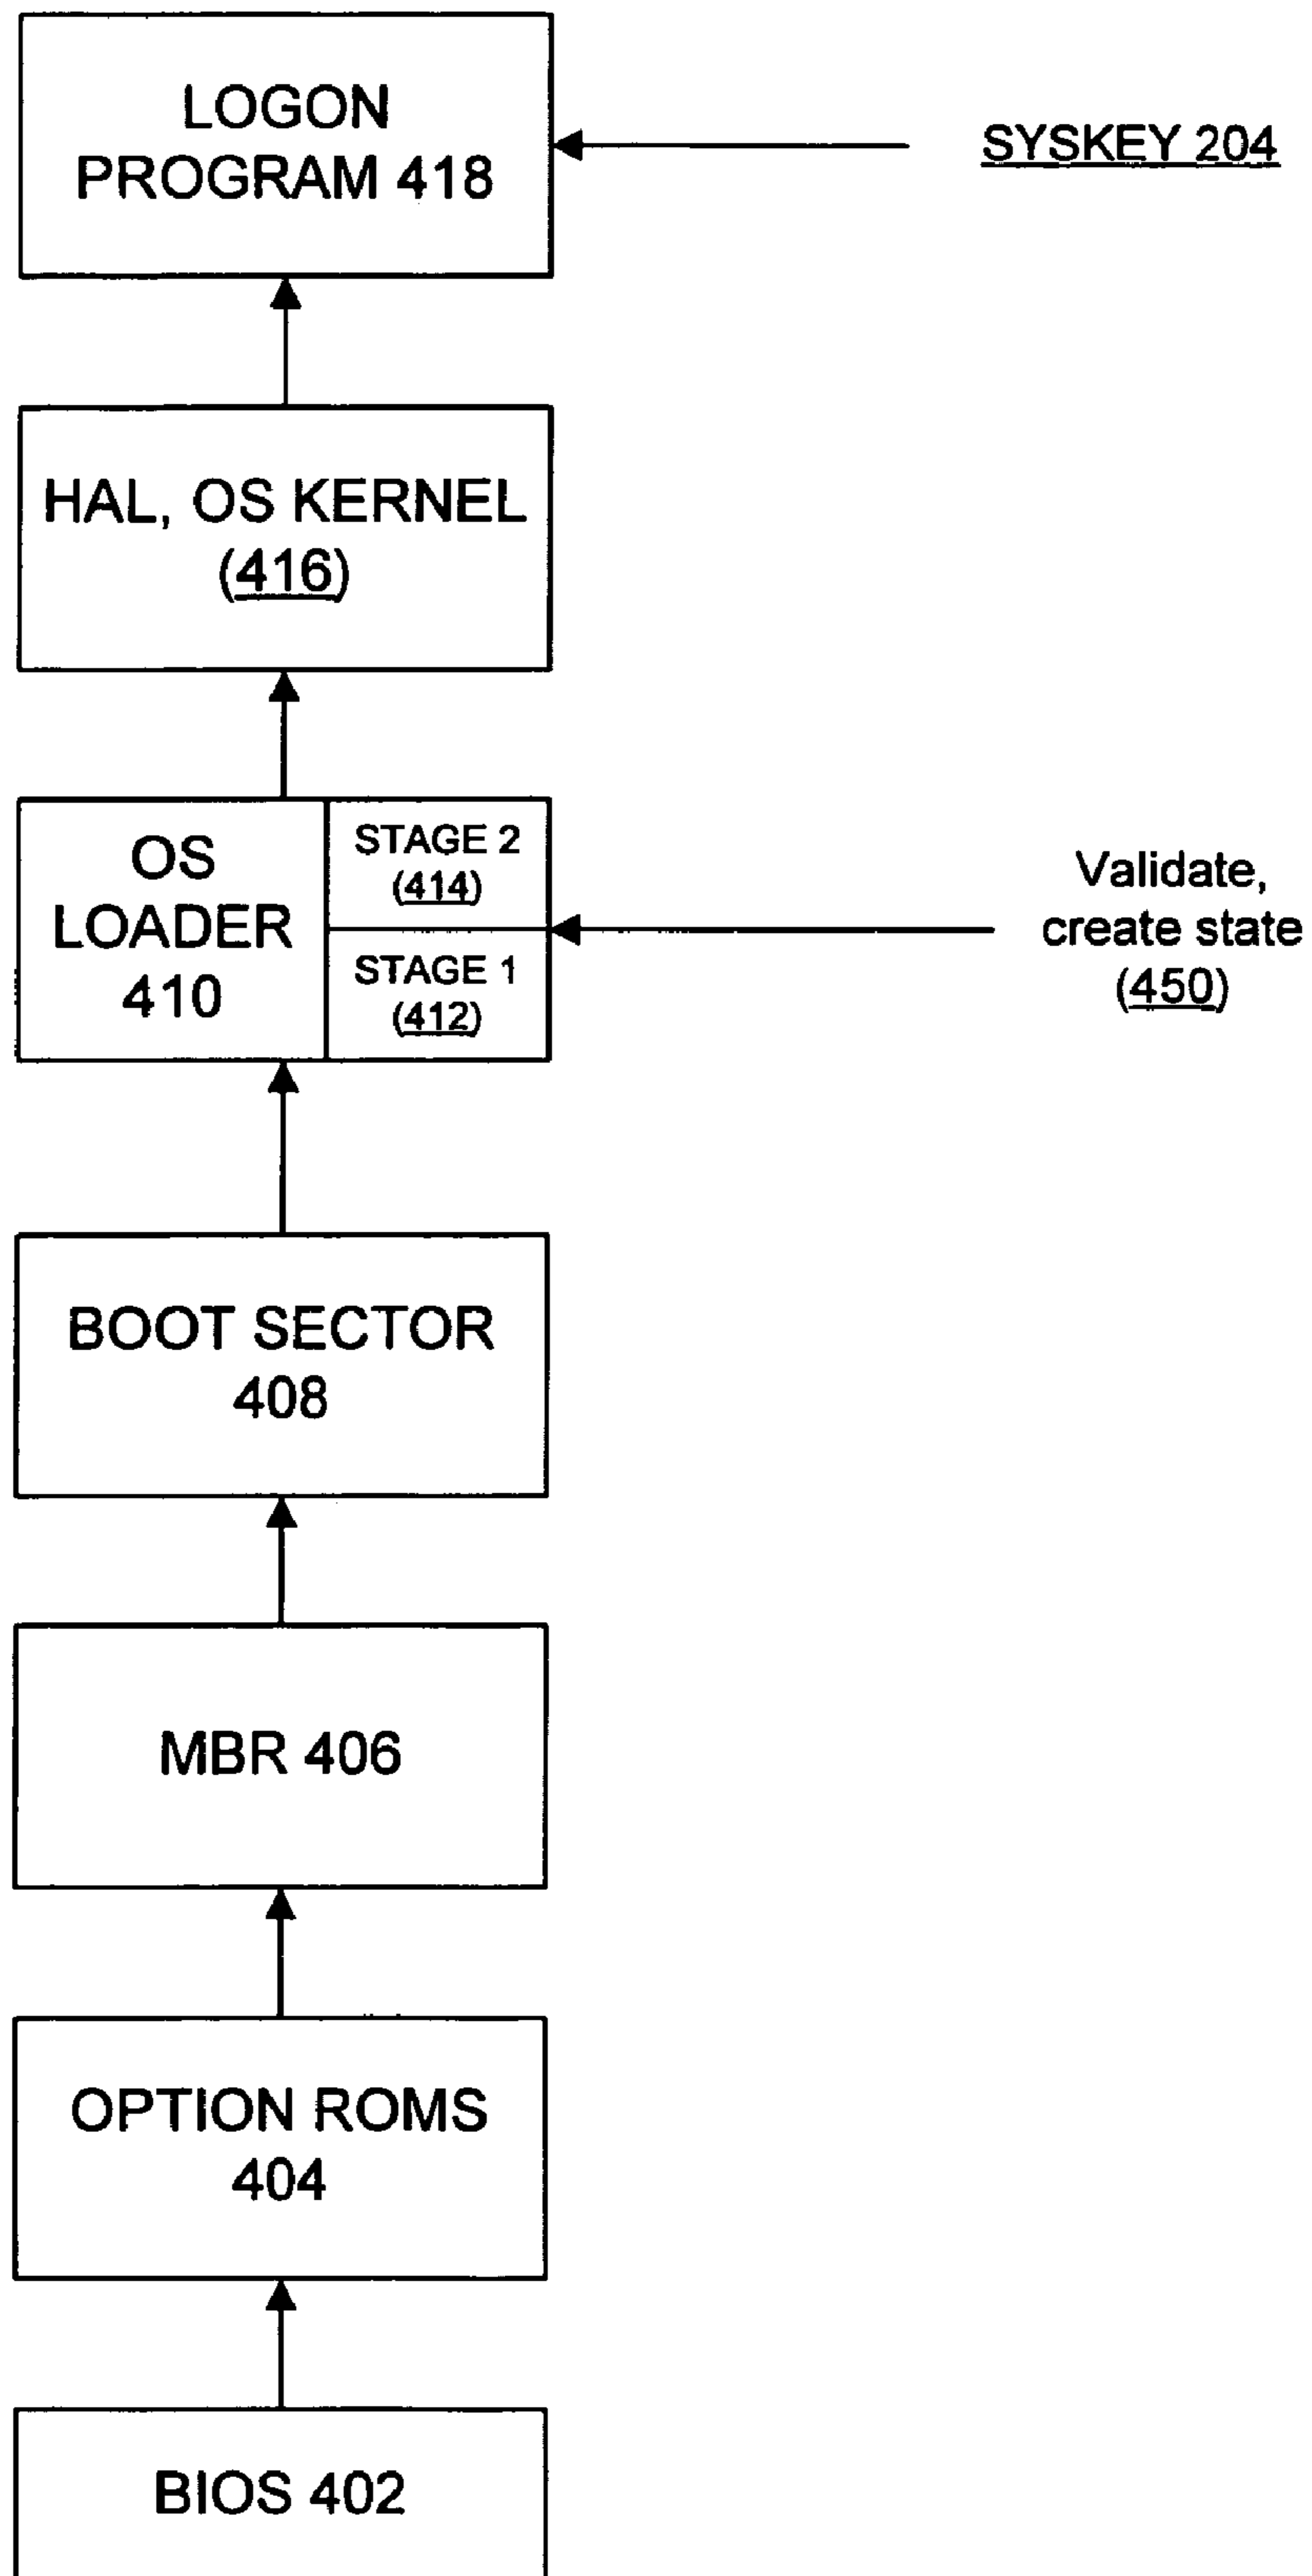 LOGON
PROGRAM 418
SYSKEY 204
HAL, OS KERNEL
(416)
OS
LOADER
410
STAGE 2
(414)
STAGE 1
(412)
Validate,
create state
(450)
BOOT SECTOR
408
MBR 406
OPTION ROMS
404
BIOS 402